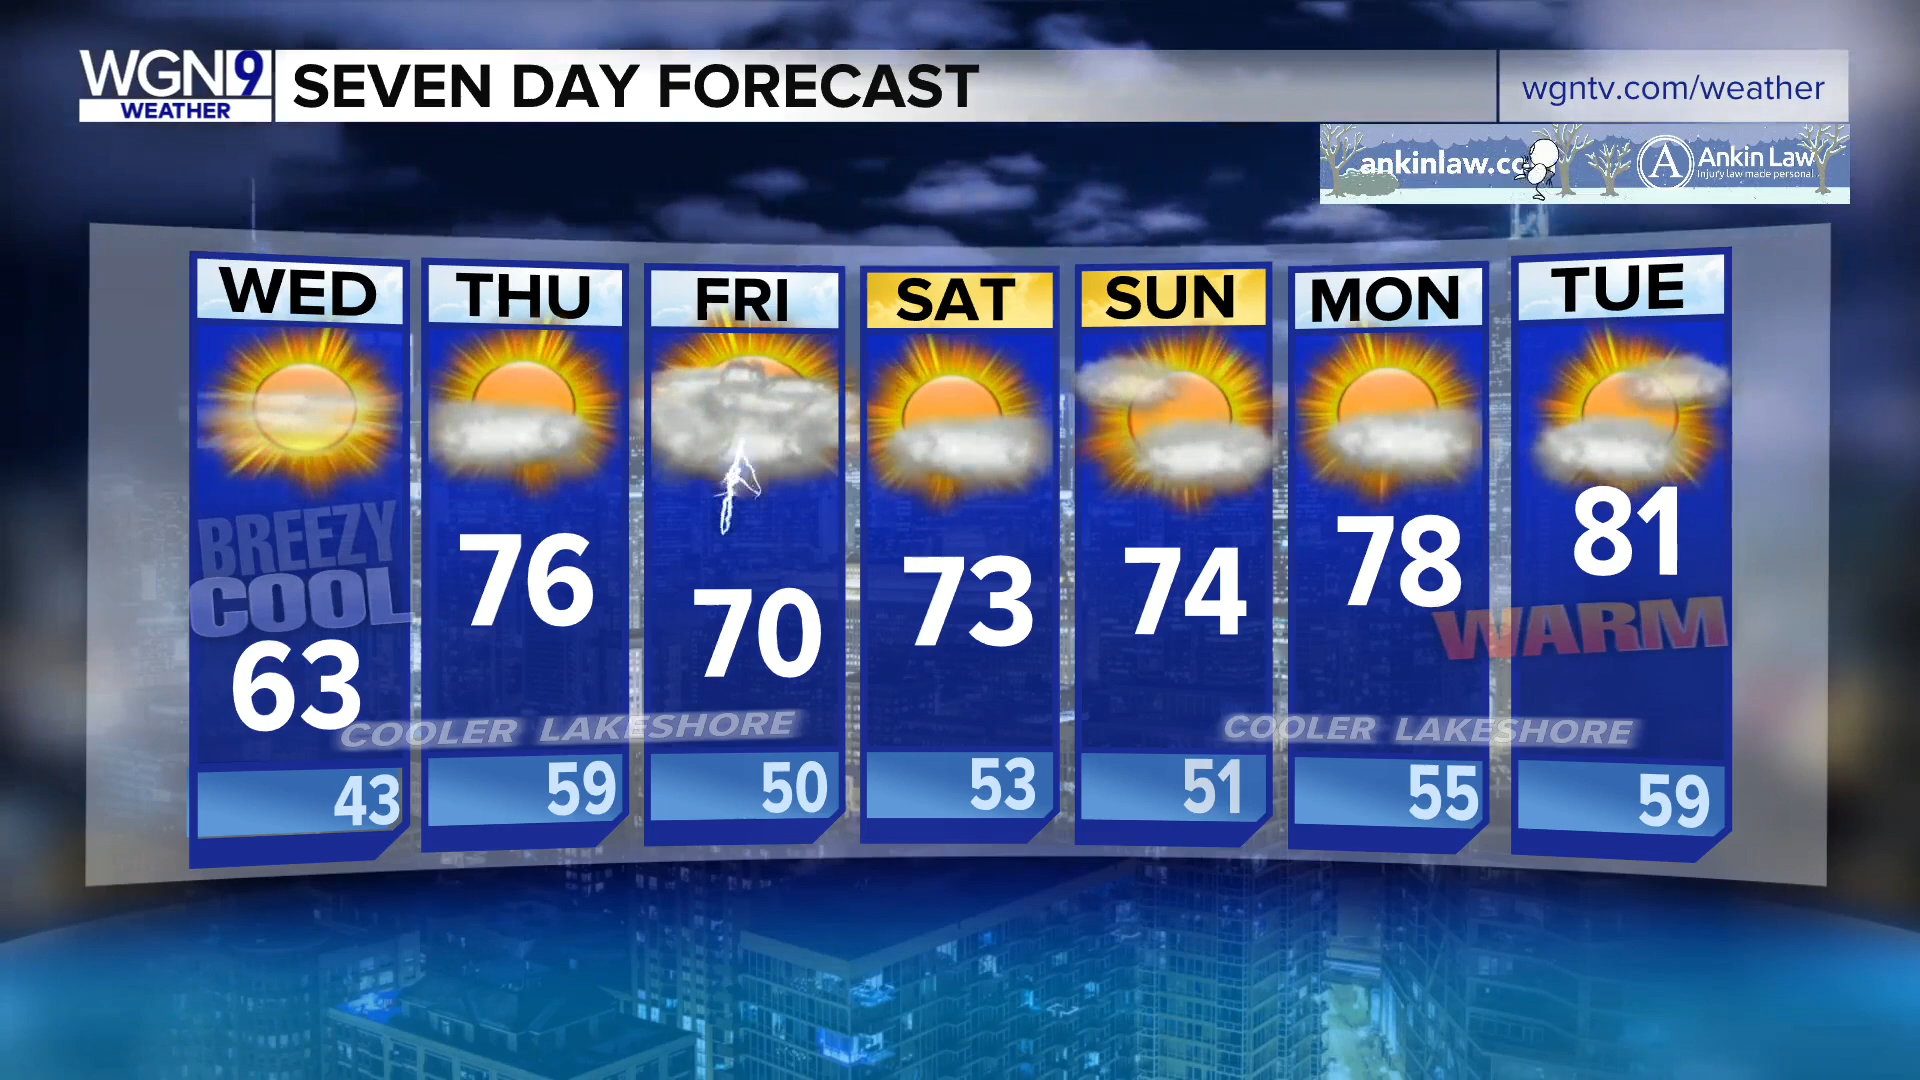 WGN9
WEATHER
SEVEN DAY FORECAST
wgntv.com/weather
ankinlaw.cc
A
Ankin Law
Injury law made personal
WED
THU
FRI
SAT
SUN
MON
TUE
BREEZY
COOL
63
76
70
73
74
78
81
WARM
COOLER LAKESHORE
COOLER LAKESHORE
43
59
50
53
51
55
59